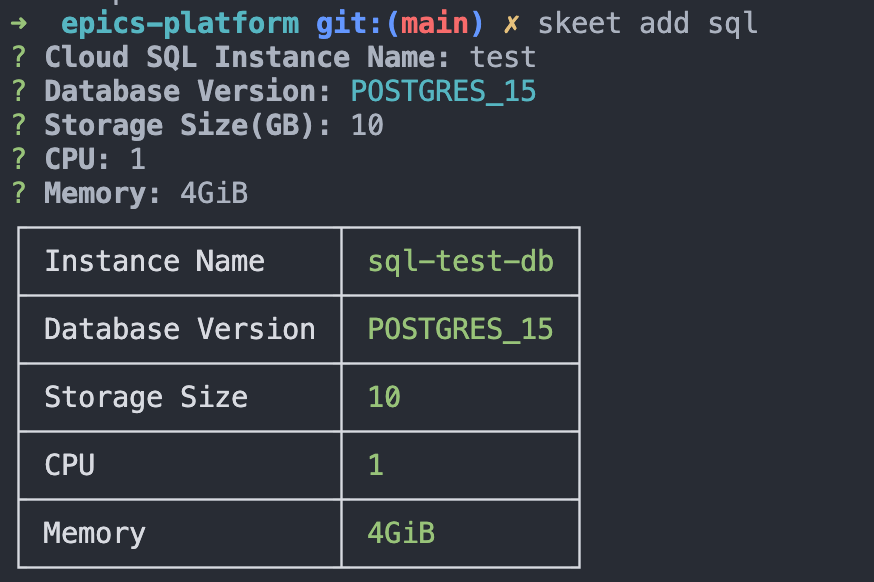 ➜ epics-platform git:(main) ✗ skeet add sql
? Cloud SQL Instance Name: test
? Database Version: POSTGRES_15
? Storage Size(GB): 10
? CPU: 1
? Memory: 4GiB
Instance Name sql-test-db
Database Version POSTGRES_15
Storage Size 10
CPU 1
Memory 4GiB